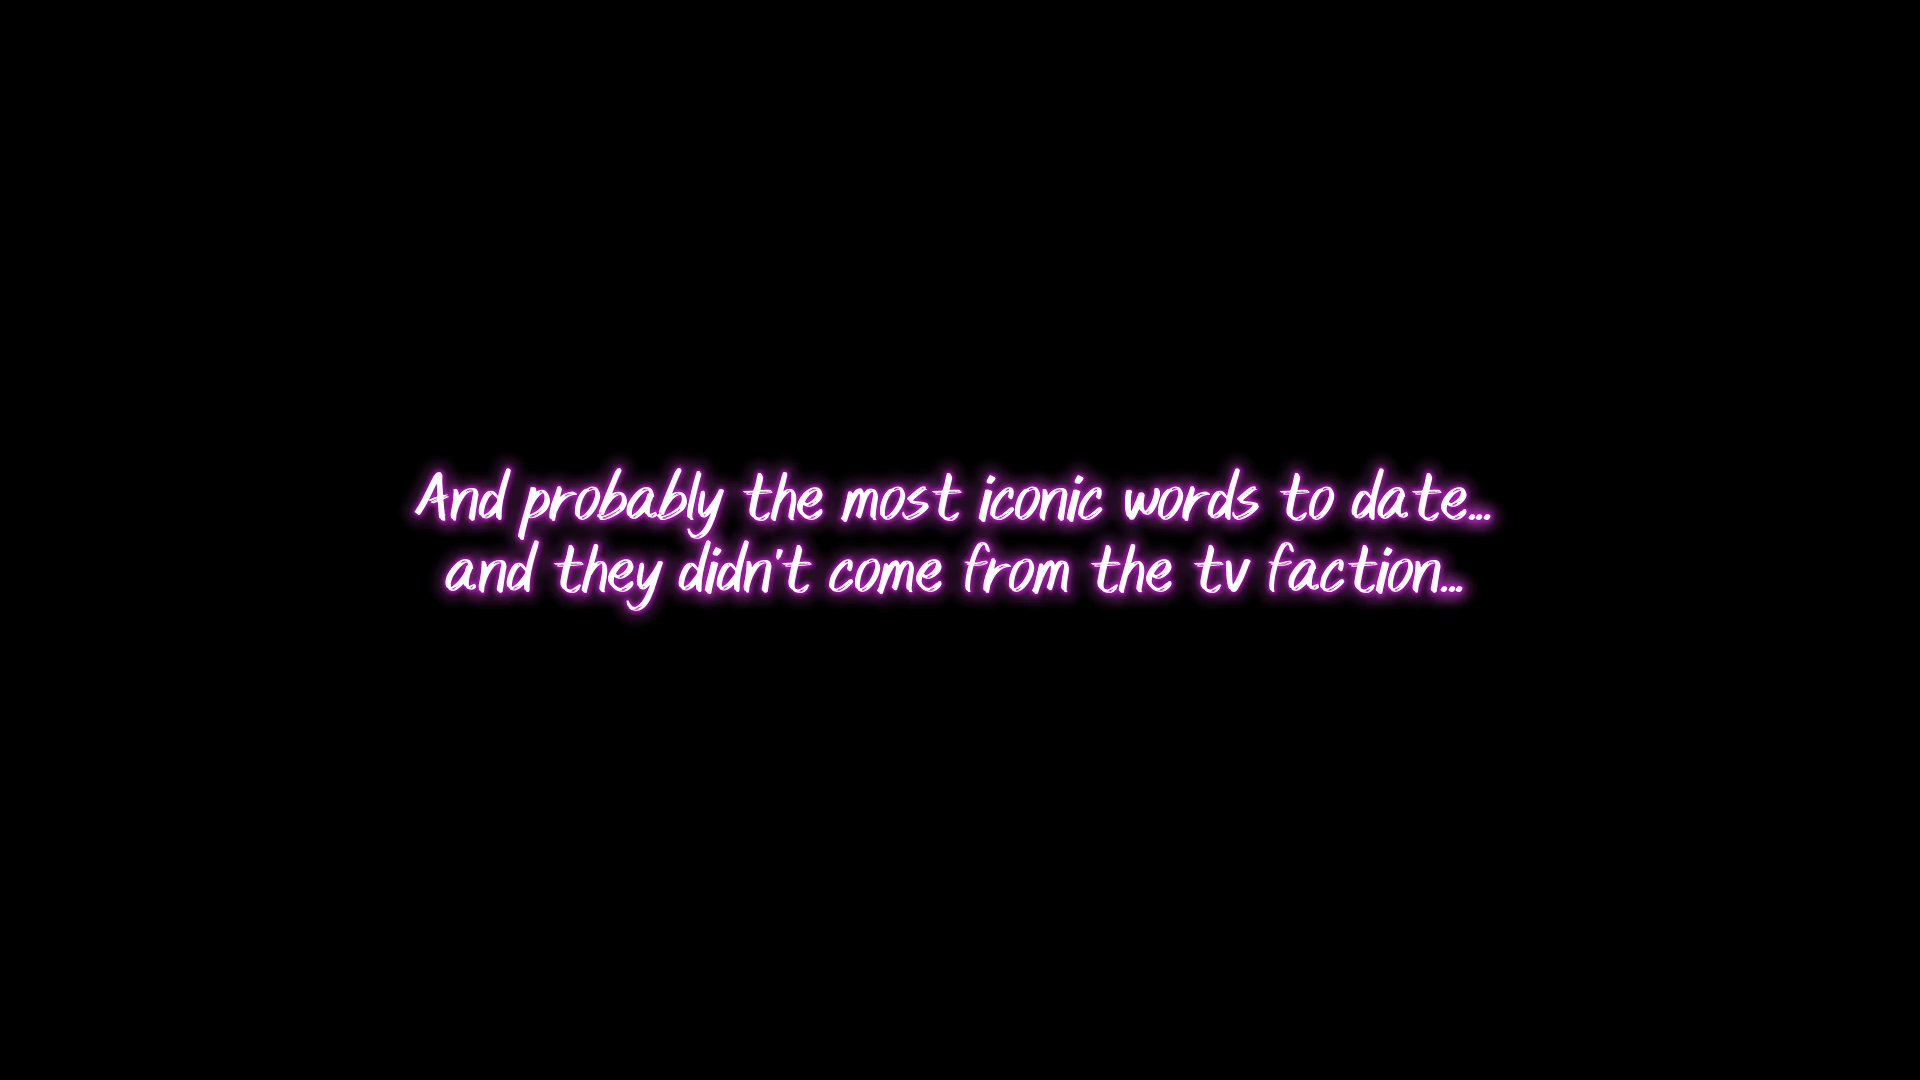 And probably the most iconic words to date...
and they didn't come from the tv faction...